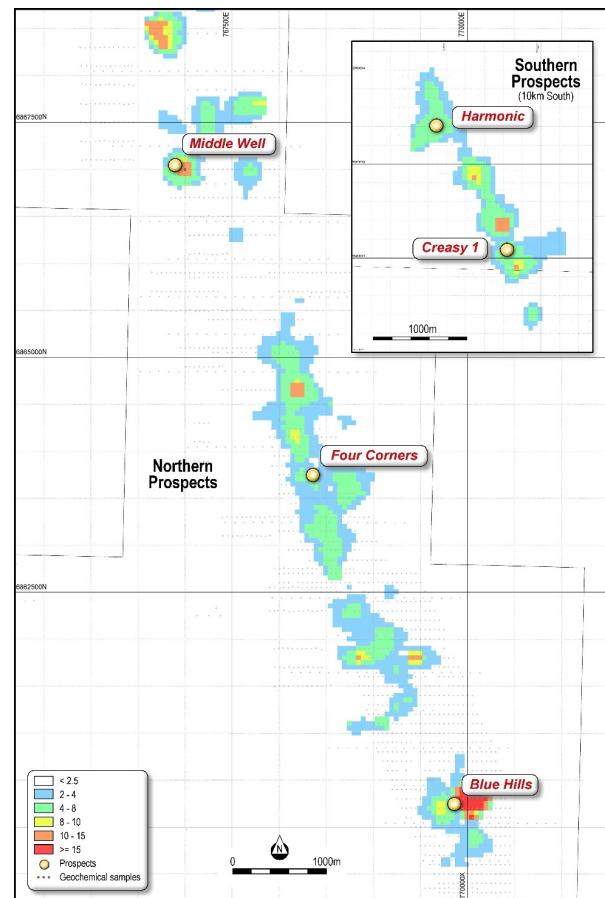 767500E
770000E
Southern
Prospects
(10km South)
Harmonic
6867500N
Middle Well
Creasy 1
1000m
6865000N
Four Corners
Northern
Prospects
6862500N
< 2.5
2 - 4
4 - 8
8 - 10
10 - 15
>= 15
Prospects
Geochemical samples
Blue Hills
N
0
1000m